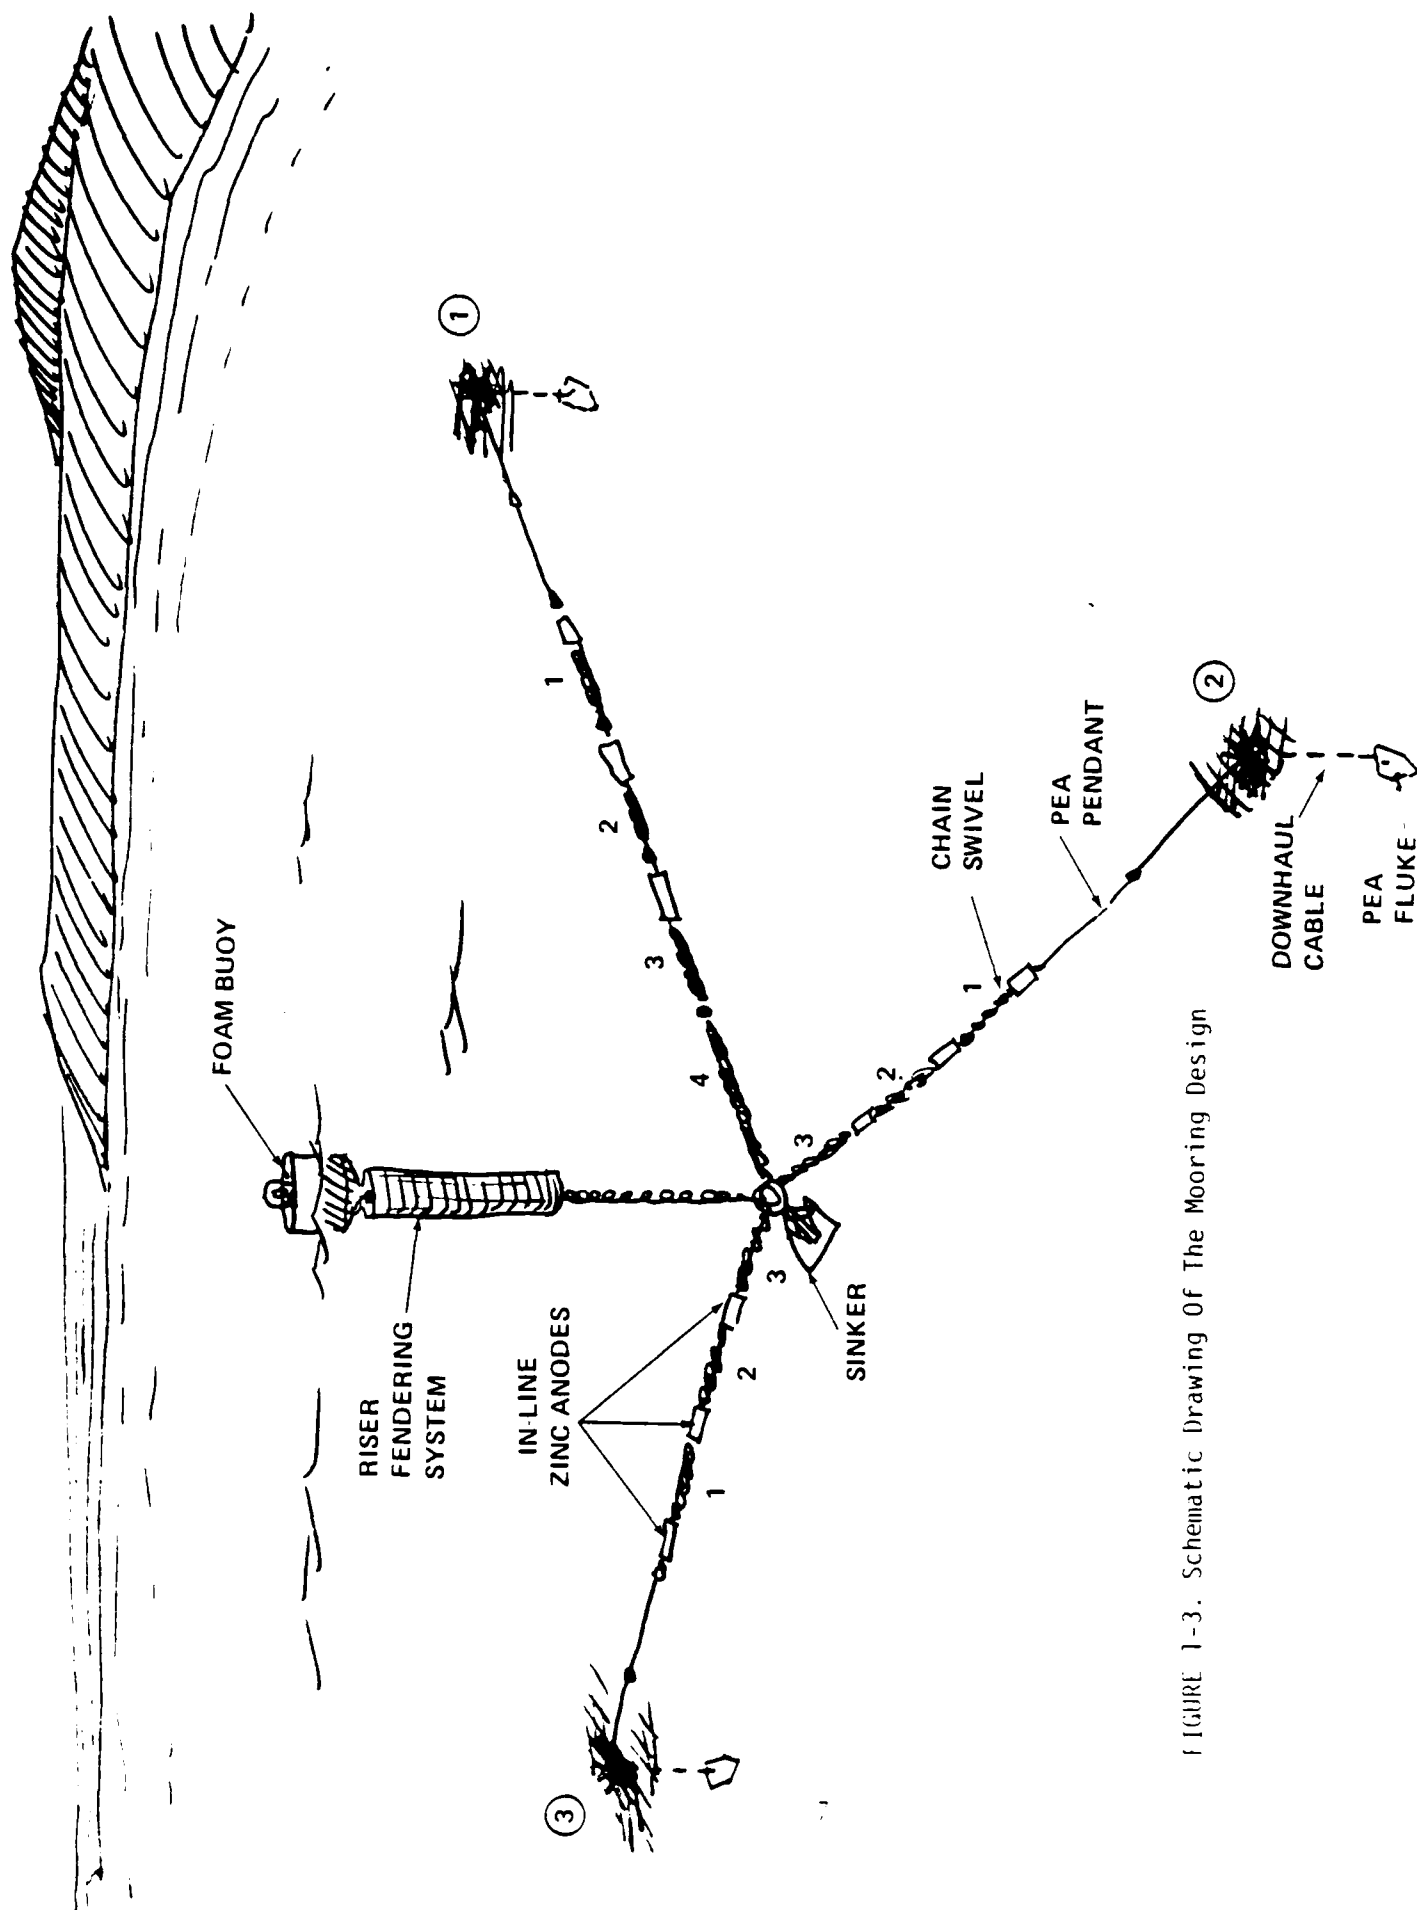 FOAM BUOY
RISER
FENDERING
SYSTEM
IN-LINE
ZINC ANODES
SINKER
CHAIN
SWIVEL
PEA
PENDANT
DOWNHAUL
CABLE
PEA
FLUKE
1
1
2
3
4
2
1
2
3
3
1
2
3
FIGURE 1-3. Schematic Drawing Of The Mooring Design